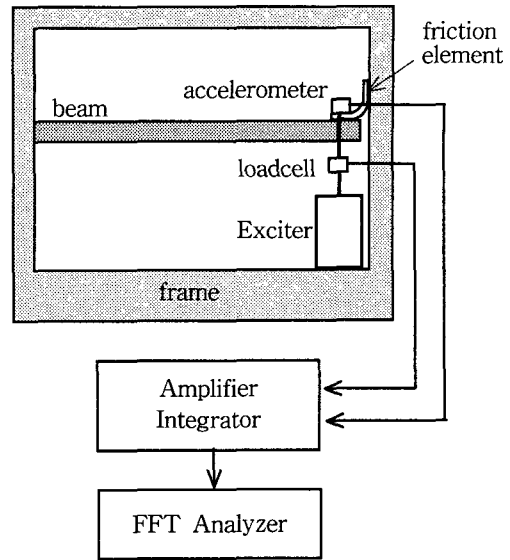 friction
element
accelerometer
beam
loadcell
Exciter
frame
Amplifier
Integrator
FFT Analyzer